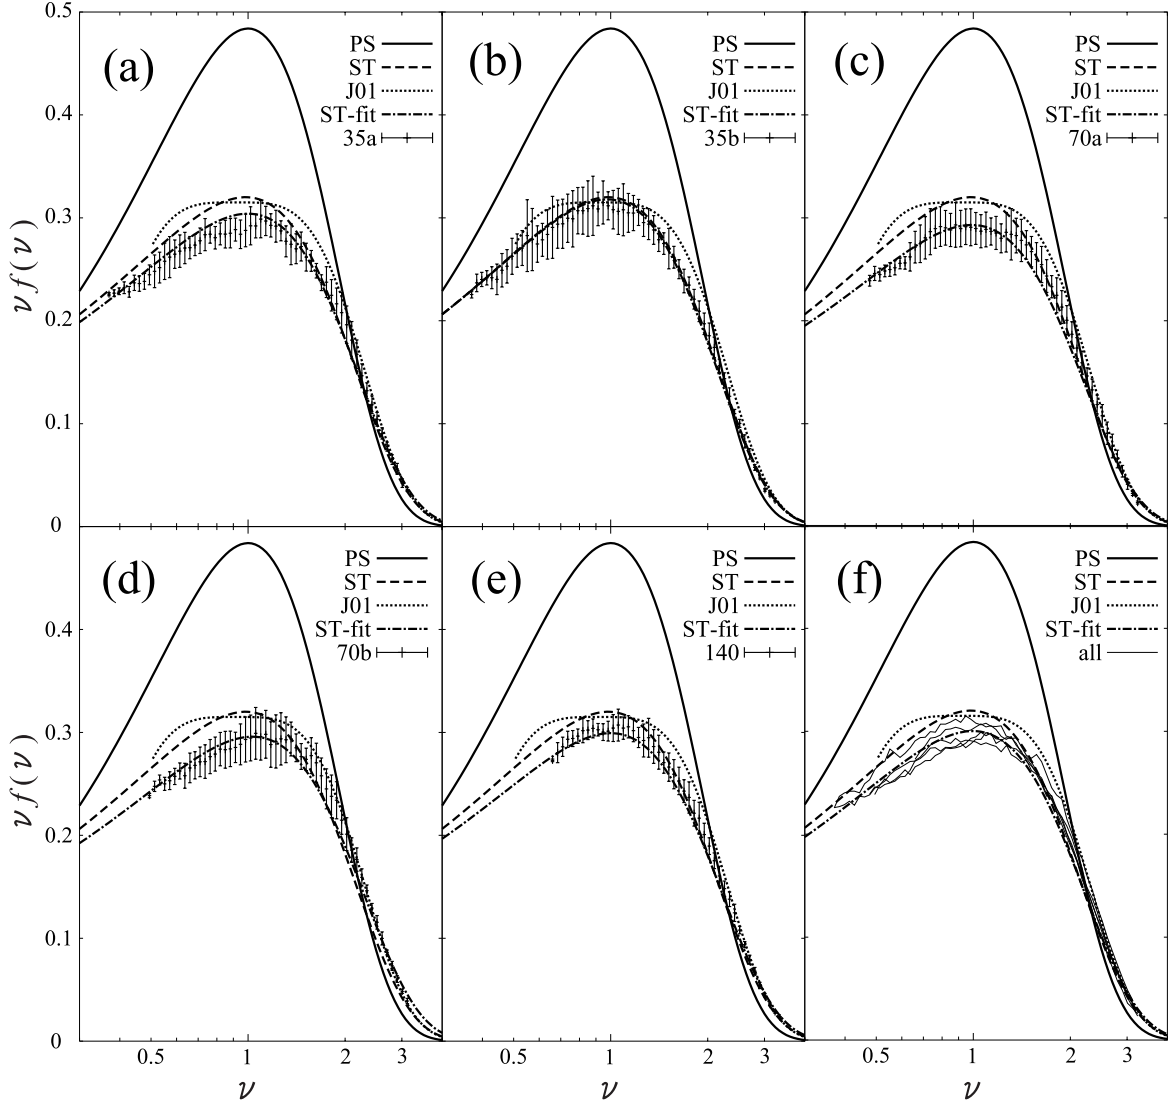 0.5
(a)
PS
ST
J01
ST-fit
35a
(b)
PS
ST
J01
ST-fit
35b
(c)
PS
ST
J01
ST-fit
70a
0.4
0.3
0.2
0.1
0
ν f(ν)
(d)
PS
ST
J01
ST-fit
70b
(e)
PS
ST
J01
ST-fit
140
(f)
PS
ST
J01
ST-fit
all
0.4
0.3
0.2
0.1
0
ν f(ν)
0.5 1 2 3
0.5 1 2 3
0.5 1 2 3
ν
ν
ν